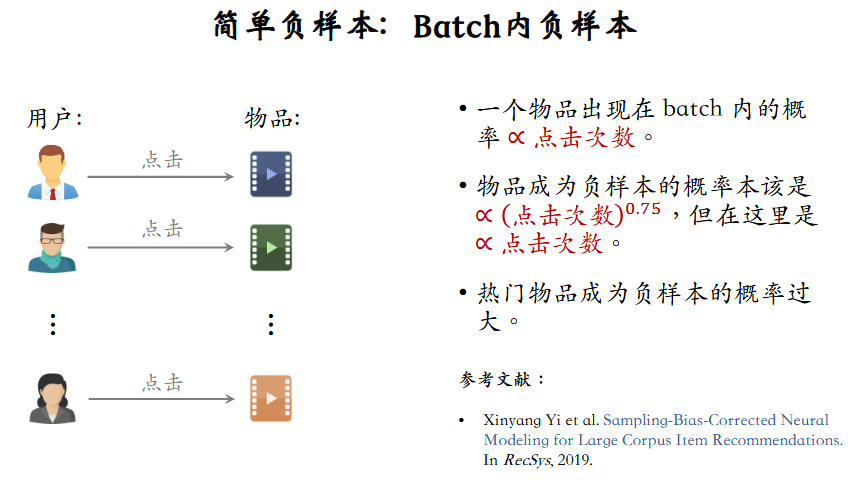 简单负样本：Batch内负样本
用户：
物品：
点击
点击
⋮
⋮
点击
• 一个物品出现在 batch 内的概
率 ∝ 点击次数。
• 物品成为负样本的概率本该是
∝ (点击次数)^0.75，但在这里是
∝ 点击次数。
• 热门物品成为负样本的概率过
大。
参考文献：
• Xinyang Yi et al. Sampling-Bias-Corrected Neural
Modeling for Large Corpus Item Recommendations.
In RecSys, 2019.